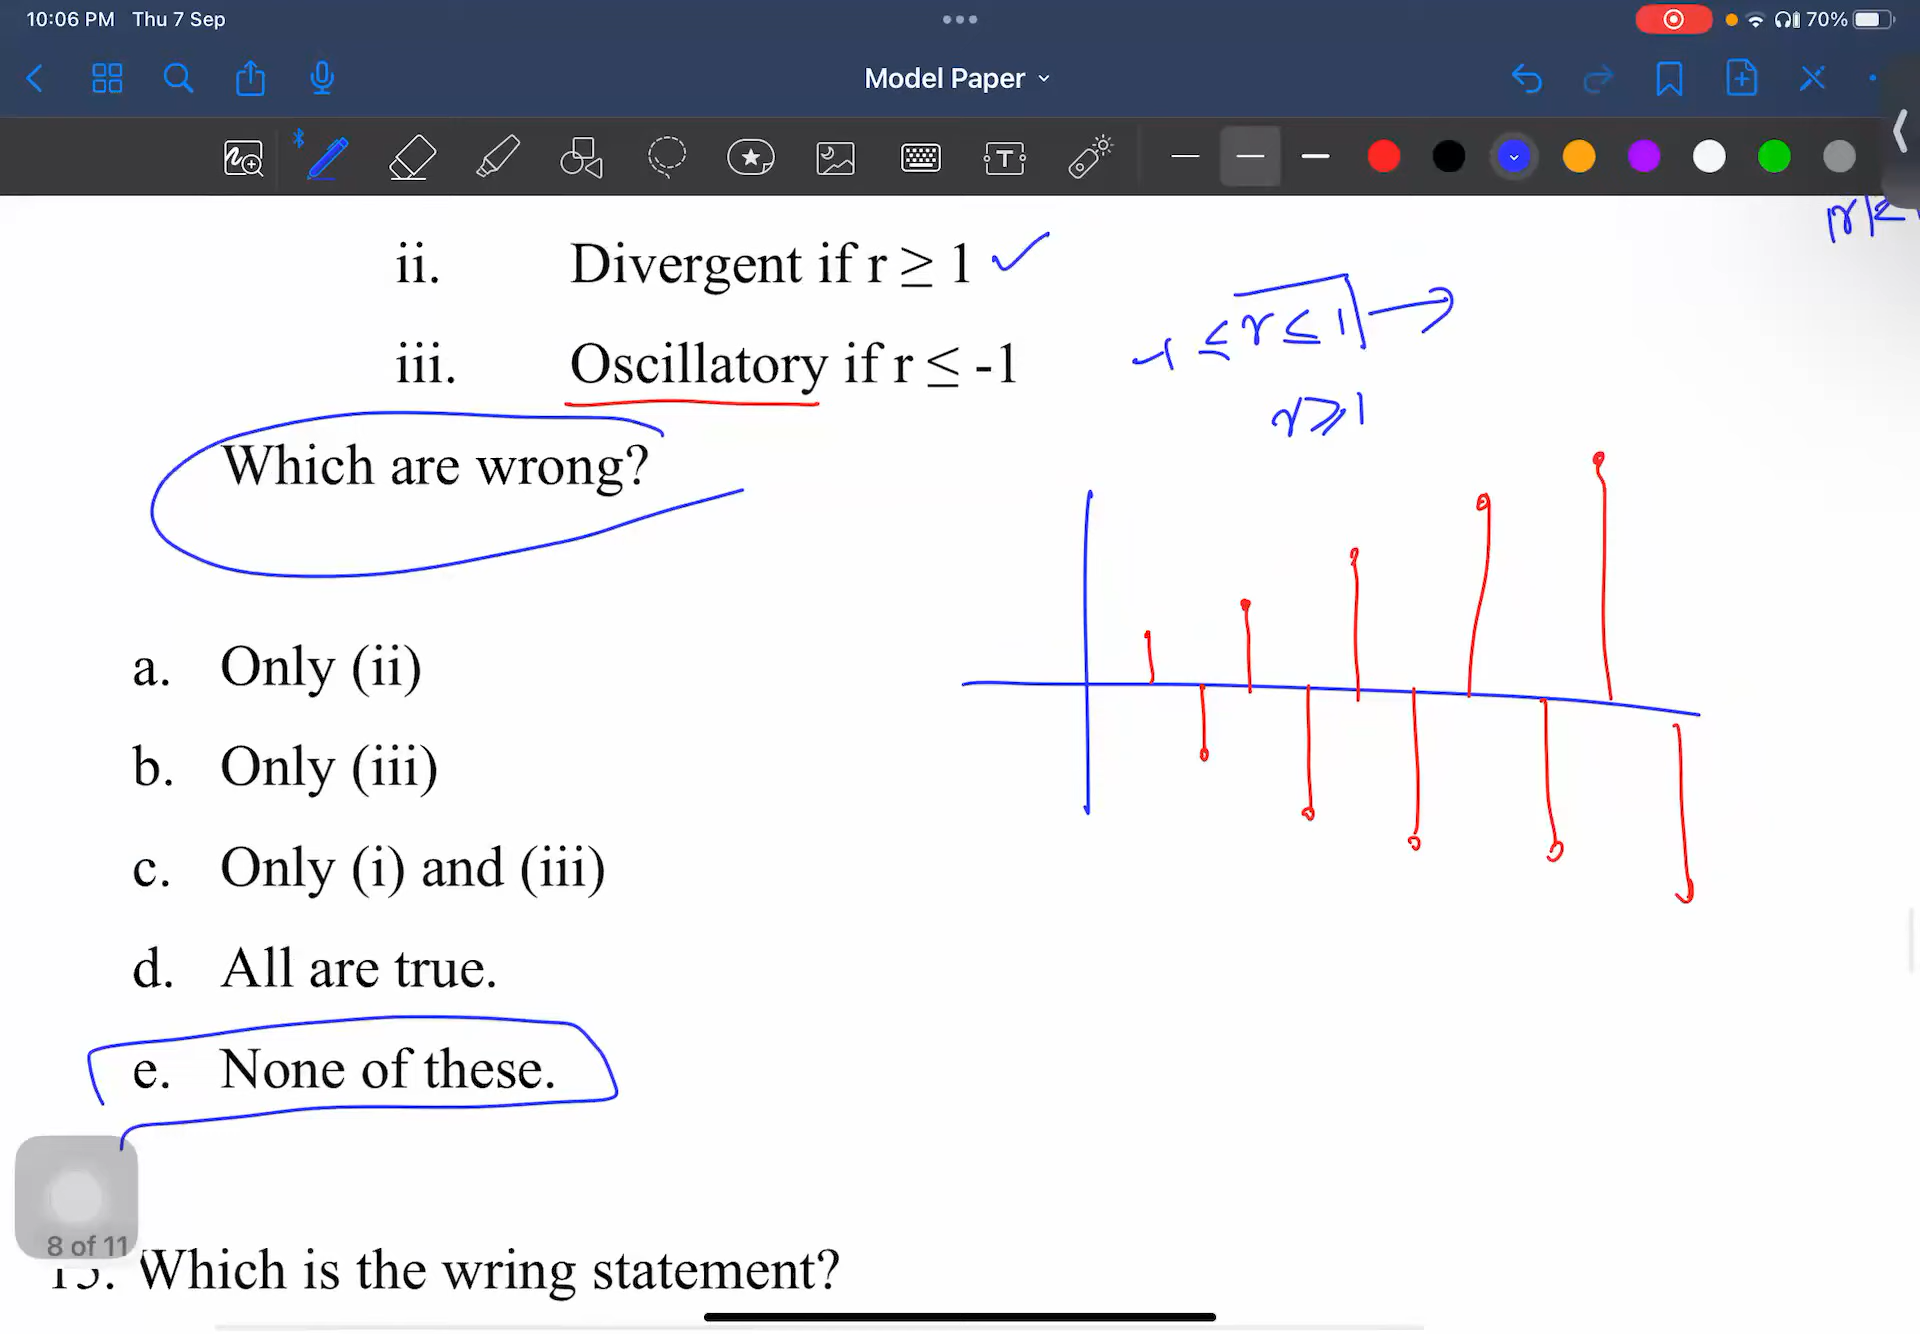 10:06 PM Thu 7 Sep
70%
Model Paper
|r|<
ii. Divergent if r ≥ 1
-1 ≤ r ≤ 1
iii. Oscillatory if r ≤ -1
r ≥ 1
Which are wrong?
a. Only (ii)
b. Only (iii)
c. Only (i) and (iii)
d. All are true.
e. None of these.
8 of 11
Which is the wring statement?